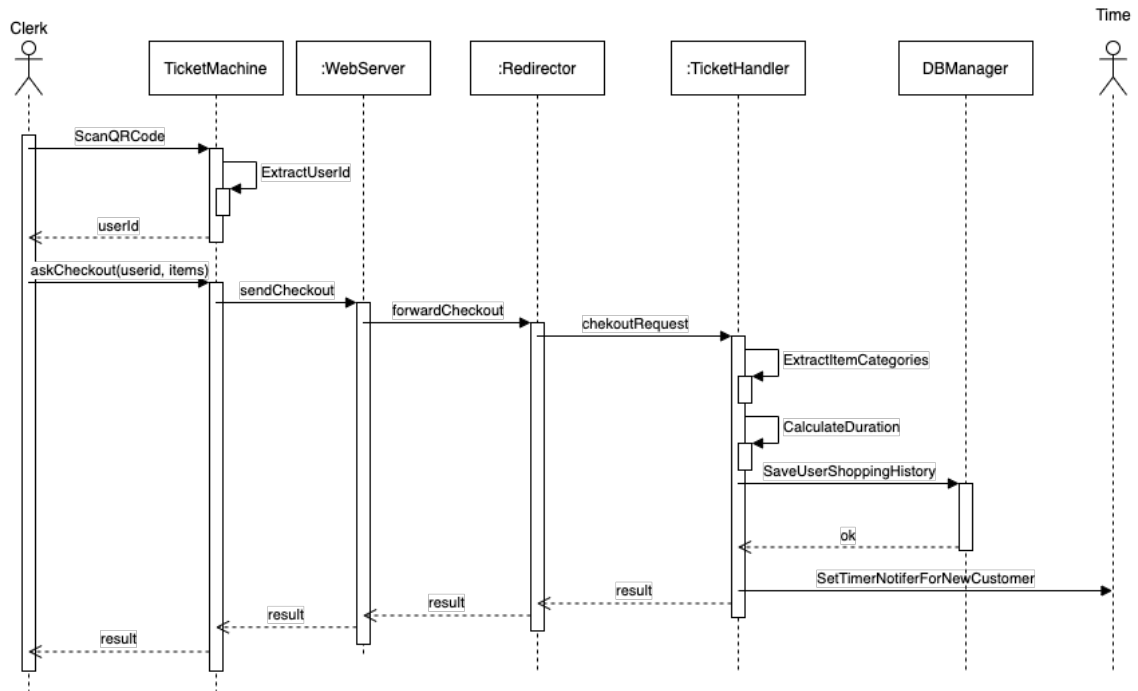 Clerk
Time
TicketMachine
:WebServer
:Redirector
:TicketHandler
DBManager
ScanQRCode
ExtractUserId
userId
askCheckout(userid, items)
sendCheckout
forwardCheckout
chekoutRequest
ExtractItemCategories
CalculateDuration
SaveUserShoppingHistory
ok
SetTimerNotiferForNewCustomer
result
result
result
result